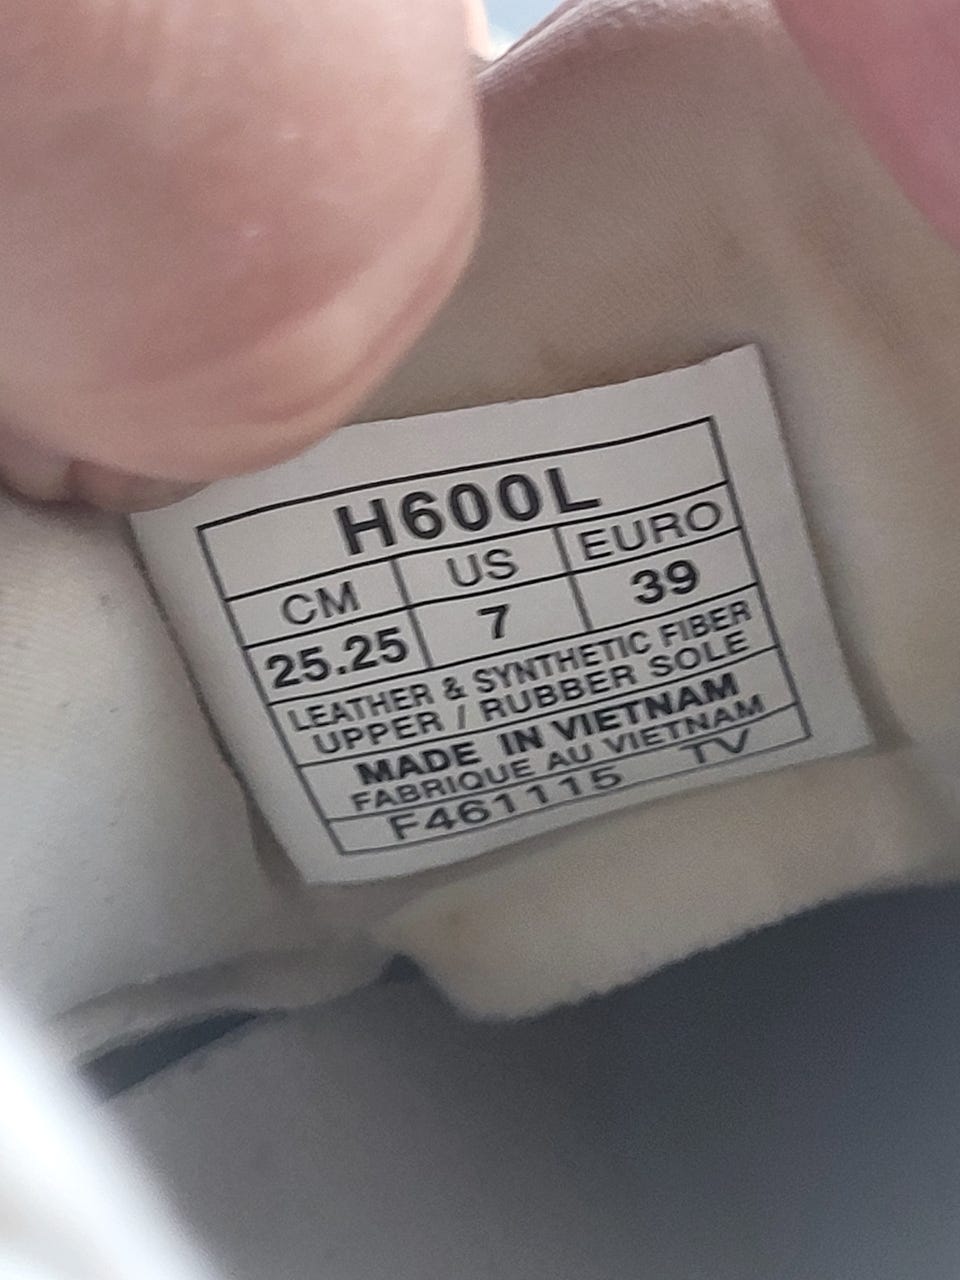 H600L
CM US EURO
25.25 7 39
LEATHER & SYNTHETIC FIBER
UPPER / RUBBER SOLE
MADE IN VIETNAM
FABRIQUE AU VIETNAM
F461115 TV